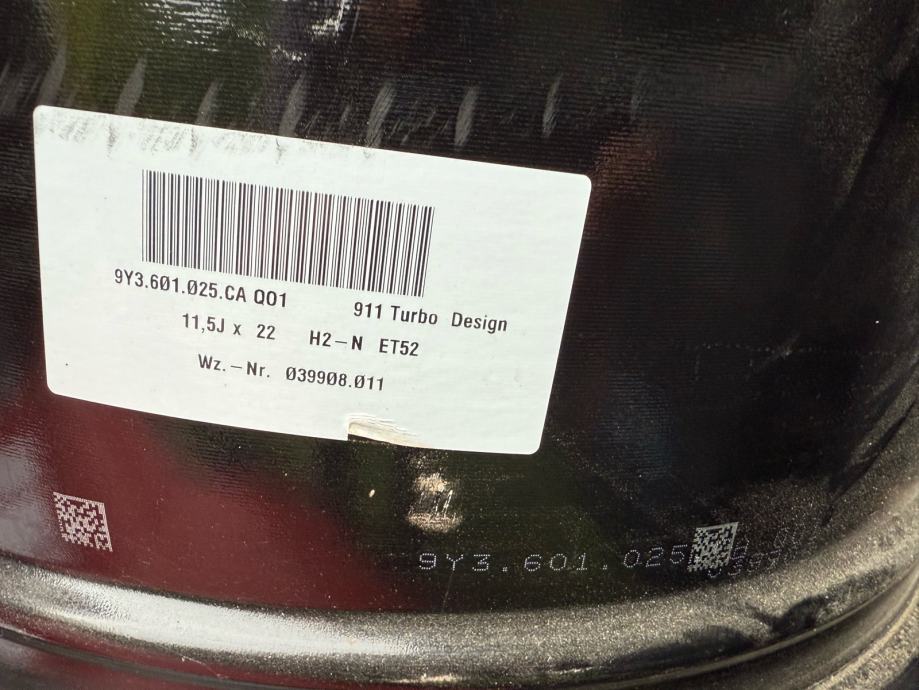 9Y3.601.025.CA QO1
911 Turbo Design
11,5J x 22 H2-N ET52
Wz.-Nr. 039908.011
9Y3.601.025